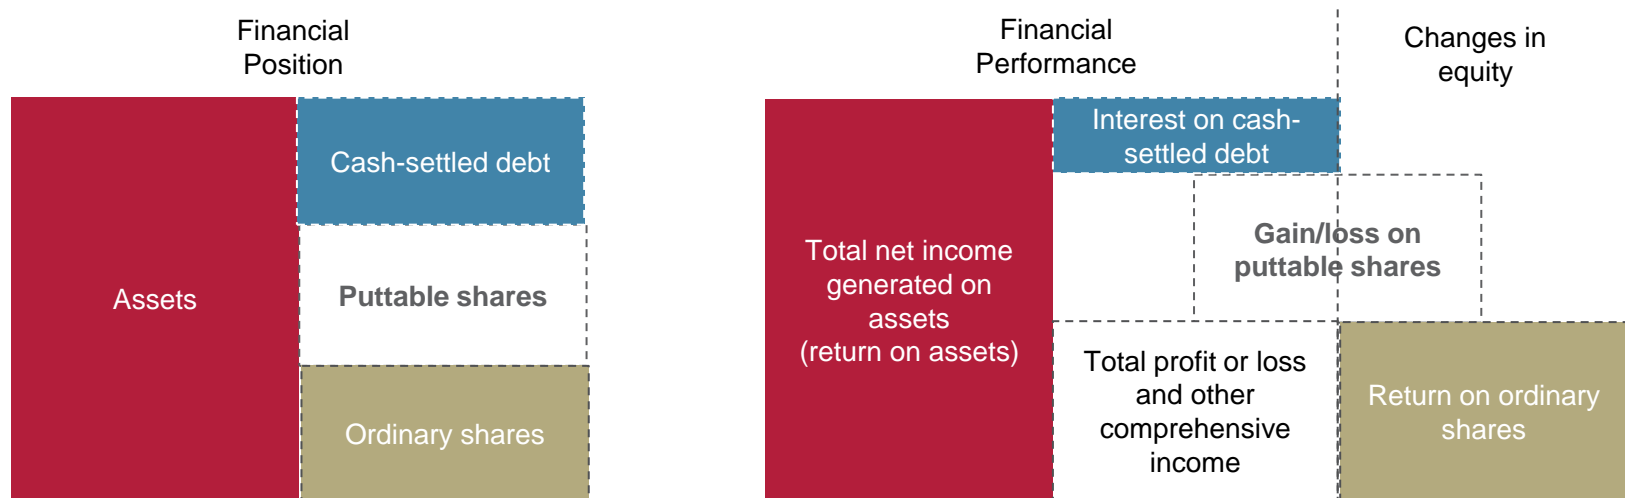 Financial
Position
Assets
Cash-settled debt
Puttable shares
Ordinary shares
Financial
Performance
Changes in
equity
Total net income
generated on
assets
(return on assets)
Interest on cash-
settled debt
Gain/loss on
puttable shares
Total profit or loss
and other
comprehensive
income
Return on ordinary
shares